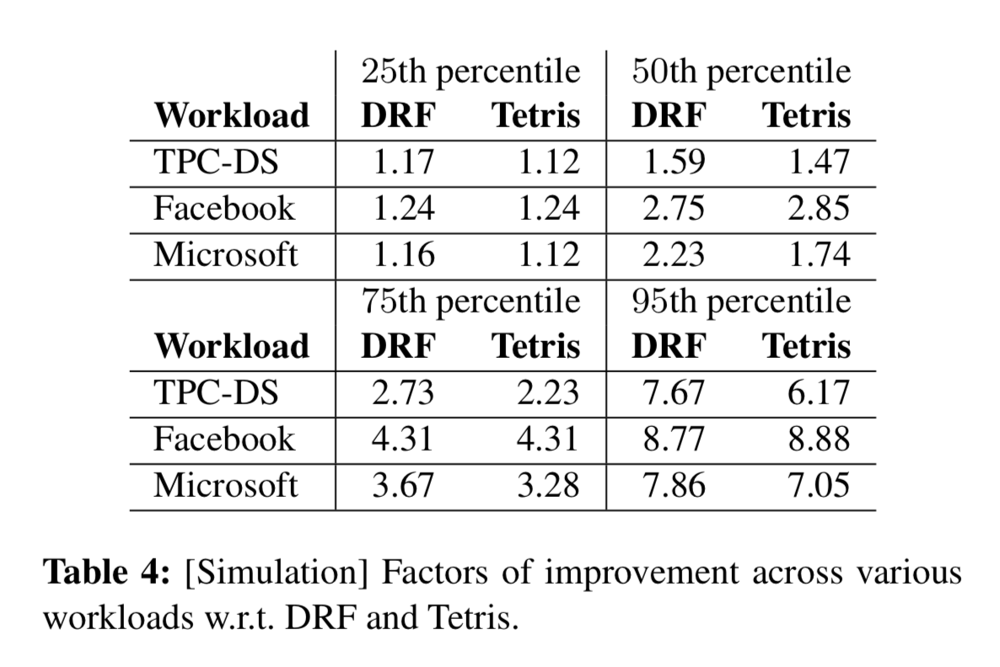 25th percentile 50th percentile
Workload DRF Tetris DRF Tetris
TPC-DS 1.17 1.12 1.59 1.47
Facebook 1.24 1.24 2.75 2.85
Microsoft 1.16 1.12 2.23 1.74
75th percentile 95th percentile
Workload DRF Tetris DRF Tetris
TPC-DS 2.73 2.23 7.67 6.17
Facebook 4.31 4.31 8.77 8.88
Microsoft 3.67 3.28 7.86 7.05
Table 4: [Simulation] Factors of improvement across various
workloads w.r.t. DRF and Tetris.